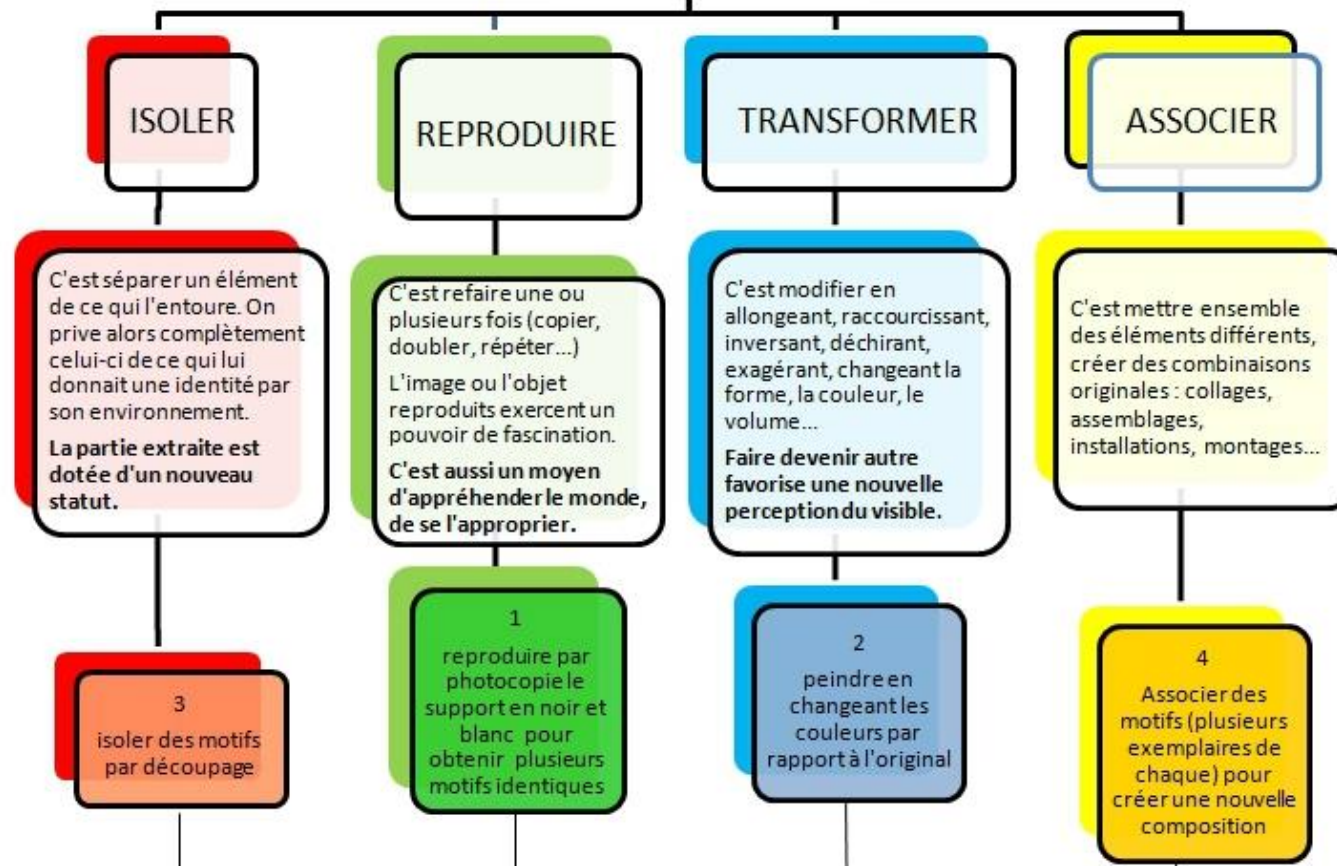 ISOLER
C'est séparer un élément
de ce qui l'entoure. On
prive alors complètement
celui-ci de ce qui lui
donnait une identité par
son environnement.
La partie extraite est
dotée d'un nouveau
statut.
3
isoler des motifs
par découpage
REPRODUIRE
C'est refaire une ou
plusieurs fois (copier,
doubler, répéter...)
L'image ou l'objet
reproduits exercent un
pouvoir de fascination.
C'est aussi un moyen
d'appréhender le monde,
de se l'approprier.
1
reproduire par
photocopie le
support en noir et
blanc pour
obtenir plusieurs
motifs identiques
TRANSFORMER
C'est modifier en
allongeant, raccourcissant,
inversant, déchirant,
exagérant, changeant la
forme, la couleur, le
volume...
Faire devenir autre
favorise une nouvelle
perception du visible.
2
peindre en
changeant les
couleurs par
rapport à l'original
ASSOCIER
C'est mettre ensemble
des éléments différents,
créer des combinaisons
originales : collages,
assemblages,
installations, montages...
4
Associer des
motifs (plusieurs
exemplaires de
chaque) pour
créer une nouvelle
composition